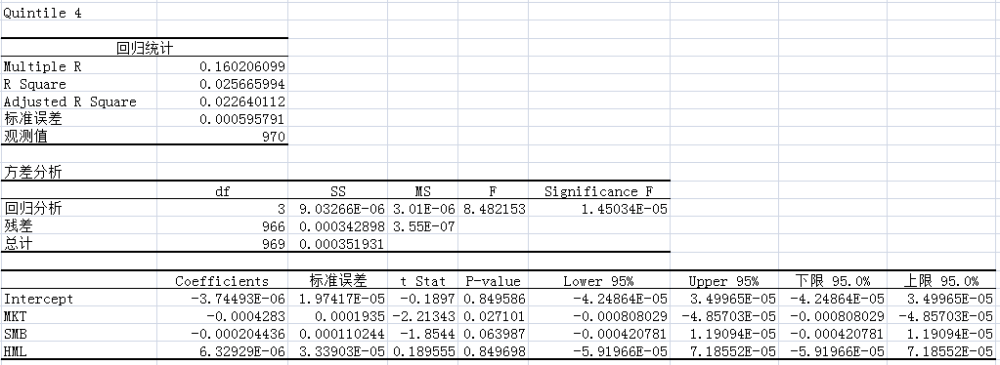 Quintile 4
回归统计
Multiple R 0.160206099
R Square 0.025665994
Adjusted R Square 0.022640112
标准误差 0.000595791
观测值 970
方差分析
df SS MS F Significance F
回归分析 3 9.03266E-06 3.01E-06 8.482153 1.45034E-05
残差 966 0.000342898 3.55E-07
总计 969 0.000351931
Coefficients 标准误差 t Stat P-value Lower 95% Upper 95% 下限 95.0% 上限 95.0%
Intercept -3.74493E-06 1.97417E-05 -0.1897 0.849586 -4.24864E-05 3.49965E-05 -4.24864E-05 3.49965E-05
MKT -0.0004283 0.0001935 -2.21343 0.027101 -0.000808029 -4.85703E-05 -0.000808029 -4.85703E-05
SMB -0.000204436 0.000110244 -1.8544 0.063987 -0.000420781 1.19094E-05 -0.000420781 1.19094E-05
HML 6.32929E-06 3.33903E-05 0.189555 0.849698 -5.91966E-05 7.18552E-05 -5.91966E-05 7.18552E-05